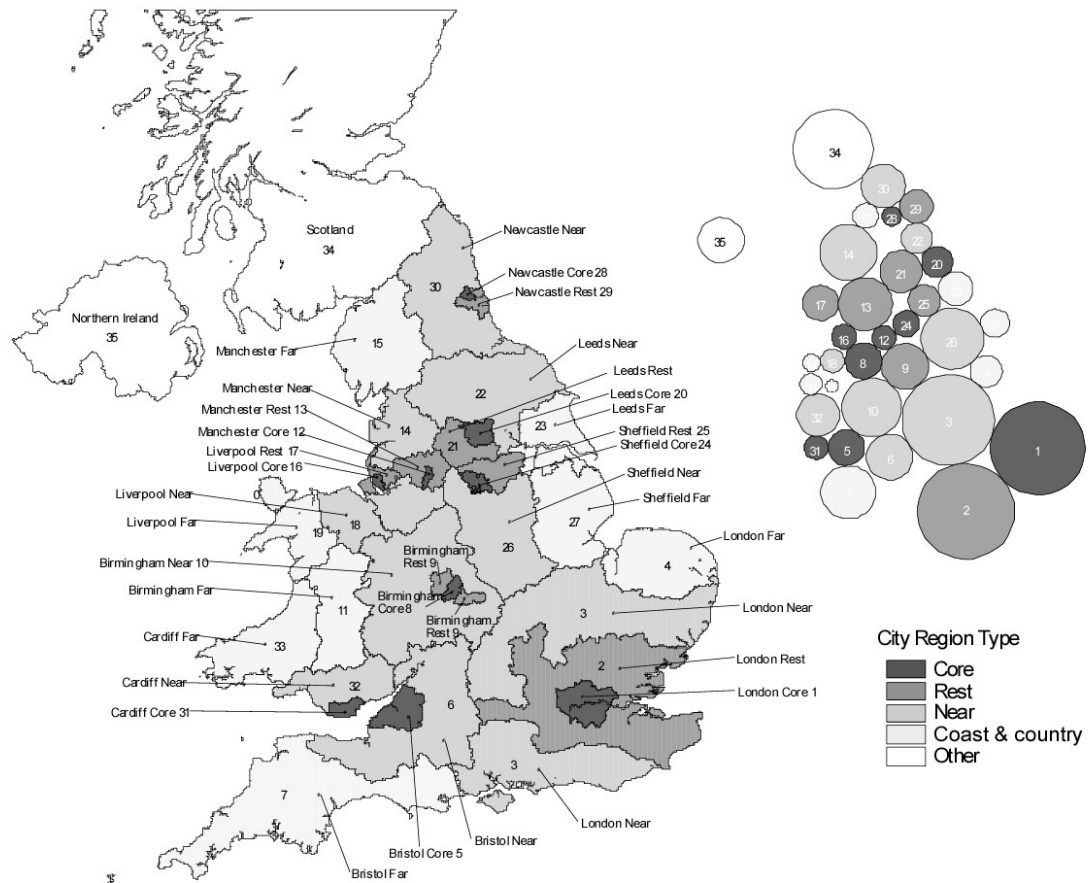 Scotland
34
Northern Ireland
35
Newcastle Near
30
Newcastle Core 28
Newcastle Rest 29
Manchester Far
15
Leeds Near
22
Leeds Rest
Manchester Near
Leeds Core 20
Manchester Rest 13
14
21
23
Leeds Far
Manchester Core 12
Sheffield Rest 25
Liverpool Rest 17
Sheffield Core 24
Liverpool Core 16
Sheffield Near
Liverpool Near
0
Sheffield Far
Liverpool Far
19
18
27
26
London Far
Birmingham Near 10
Birmingham
Rest 9
4
Birmingham Far
11
Birmingham
Core 8
Birmingham
Rest 9
3
London Near
Cardiff Far
33
2
London Rest
Cardiff Near
32
London Core 1
Cardiff Core 31
6
3
7
London Near
Bristol Near
Bristol Core 5
Bristol Far
34
30
35
28
29
22
14
20
21
17
13
25
24
16
12
26
18
8
9
4
32
10
3
31
5
6
1
7
2
City Region Type
Core
Rest
Near
Coast & country
Other